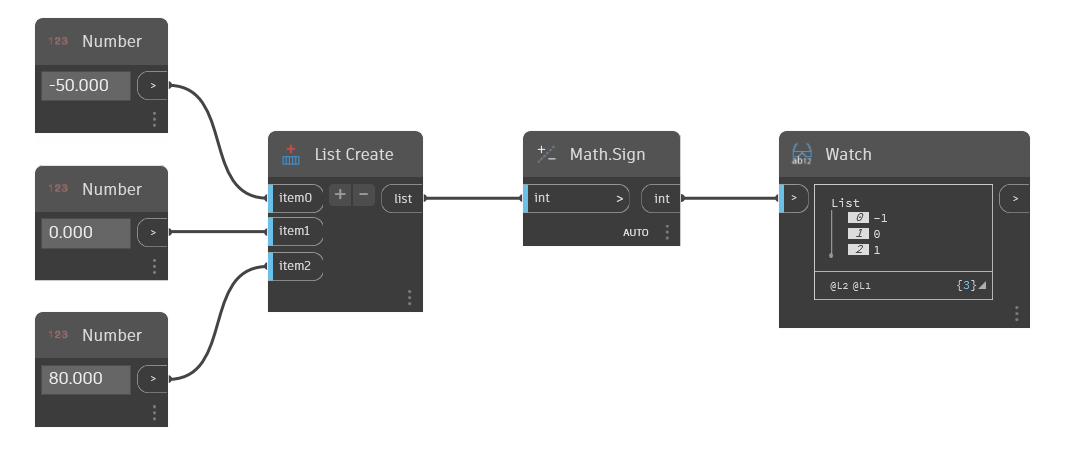 123 Number
-50.000 >
123 Number
0.000 >
123 Number
80.000 >
List Create
item0 + − list
item1
item2
Math.Sign
int > int
AUTO
ab12 Watch
> >
List
0 -1
1 0
2 1
@L2 @L1 {3}